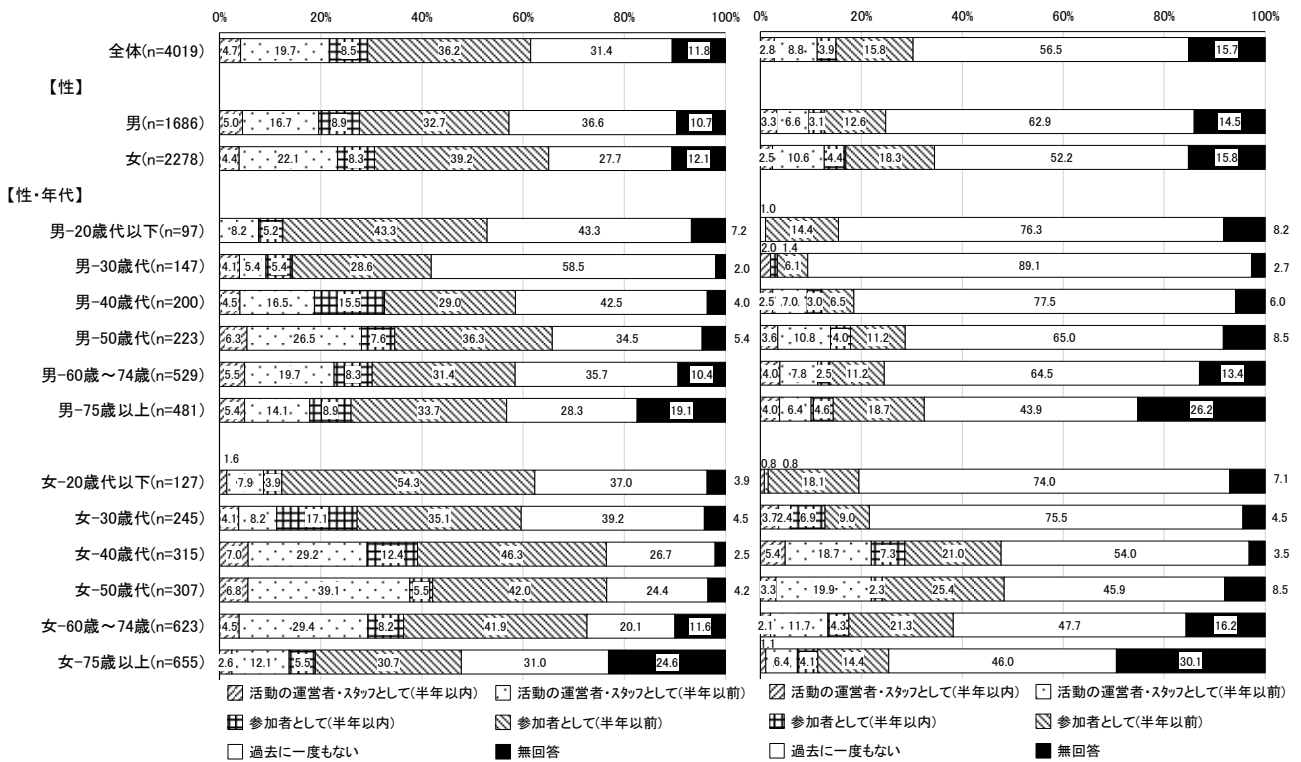 0% 20% 40% 60% 80% 100% 0% 20% 40% 60% 80% 100%
全体(n=4019) 4.7 19.7 8.5 36.2 31.4 11.8 2.8 8.8 3.9 15.8 56.5 15.7
【性】
男(n=1686) 5.0 16.7 8.9 32.7 36.6 10.7 3.3 6.6 3.1 12.6 62.9 14.5
女(n=2278) 4.4 22.1 8.3 39.2 27.7 12.1 2.5 10.6 4.4 18.3 52.2 15.8
【性・年代】
1.0
男-20歳代以下(n=97) 8.2 5.2 43.3 43.3 7.2 14.4 76.3 8.2
2.0 1.4
男-30歳代(n=147) 4.1 5.4 5.4 28.6 58.5 2.0 6.1 89.1 2.7
男-40歳代(n=200) 4.5 16.5 15.5 29.0 42.5 4.0 2.5 7.0 3.0 6.5 77.5 6.0
男-50歳代(n=223) 6.3 26.5 7.6 36.3 34.5 5.4 3.6 10.8 4.0 11.2 65.0 8.5
男-60歳～74歳(n=529) 5.5 19.7 8.3 31.4 35.7 10.4 4.0 7.8 2.5 11.2 64.5 13.4
男-75歳以上(n=481) 5.4 14.1 8.9 33.7 28.3 19.1 4.0 6.4 4.6 18.7 43.9 26.2
1.6 0.8 0.8
女-20歳代以下(n=127) 7.9 3.9 54.3 37.0 3.9 18.1 74.0 7.1
女-30歳代(n=245) 4.1 8.2 17.1 35.1 39.2 4.5 3.7 2.4 6.9 9.0 75.5 4.5
女-40歳代(n=315) 7.0 29.2 12.4 46.3 26.7 2.5 5.4 18.7 7.3 21.0 54.0 3.5
女-50歳代(n=307) 6.8 39.1 5.5 42.0 24.4 4.2 3.3 19.9 2.3 25.4 45.9 8.5
女-60歳～74歳(n=623) 4.5 29.4 8.2 41.9 20.1 11.6 2.1 11.7 4.3 21.3 47.7 16.2
1.1
女-75歳以上(n=655) 2.6 12.1 5.5 30.7 31.0 24.6 6.4 4.1 14.4 46.0 30.1
活動の運営者・スタッフとして(半年以内) 活動の運営者・スタッフとして(半年以前) 活動の運営者・スタッフとして(半年以内) 活動の運営者・スタッフとして(半年以前)
参加者として(半年以内) 参加者として(半年以前) 参加者として(半年以内) 参加者として(半年以前)
過去に一度もない 無回答 過去に一度もない 無回答